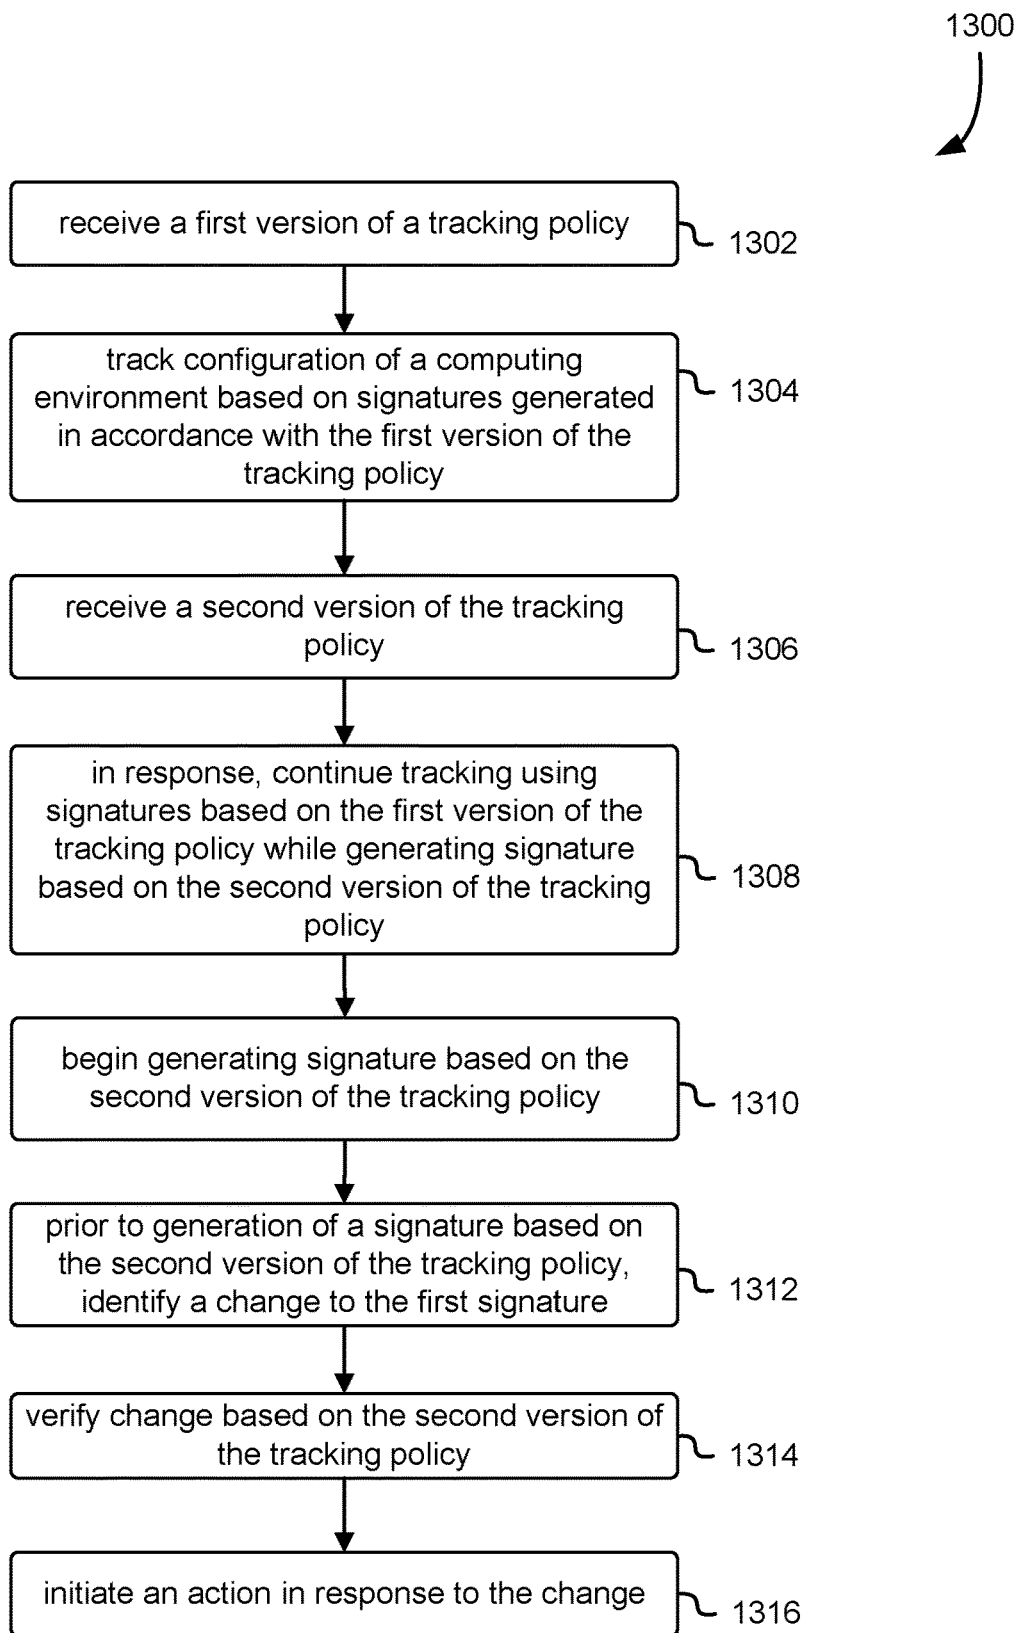 1300
receive a first version of a tracking policy
1302
track configuration of a computing
environment based on signatures generated
in accordance with the first version of the
tracking policy
1304
receive a second version of the tracking
policy
1306
in response, continue tracking using
signatures based on the first version of the
tracking policy while generating signature
based on the second version of the tracking
policy
1308
begin generating signature based on the
second version of the tracking policy
1310
prior to generation of a signature based on
the second version of the tracking policy,
identify a change to the first signature
1312
verify change based on the second version of
the tracking policy
1314
initiate an action in response to the change
1316